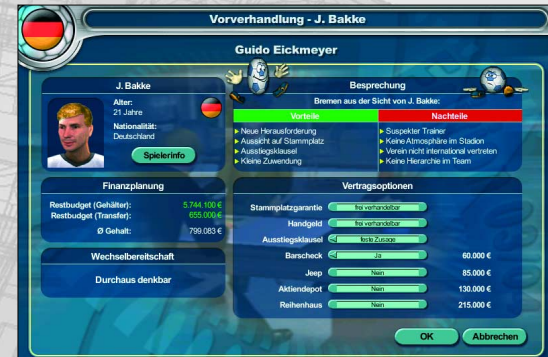 Vorverhandlung - J. Bakke
Guido Eickmeyer
J. Bakke
Alter:
21 Jahre
Nationalität:
Deutschland
Spielerinfo
Besprechung
Bremen aus der Sicht von J. Bakke:
Vorteile
Nachteile
Neue Herausforderung
Aussicht auf Stammplatz
Ausstiegsklausel
Kleine Zuwendung
Suspekter Trainer
Keine Atmosphäre im Stadion
Verein nicht international vertreten
Keine Hierarchie im Team
Finanzplanung
Restbudget (Gehälter): 5.744.100 €
Restbudget (Transfer): 655.000 €
Ø Gehalt: 799.083 €
Wechselbereitschaft
Durchaus denkbar
Vertragsoptionen
Stammplatzgarantie frei verhandelbar
Handgeld frei verhandelbar
Ausstiegsklausel feste Zusage
Barscheck Ja 60.000 €
Jeep Nein 85.000 €
Aktiendepot Nein 130.000 €
Reihenhaus Nein 215.000 €
OK
Abbrechen